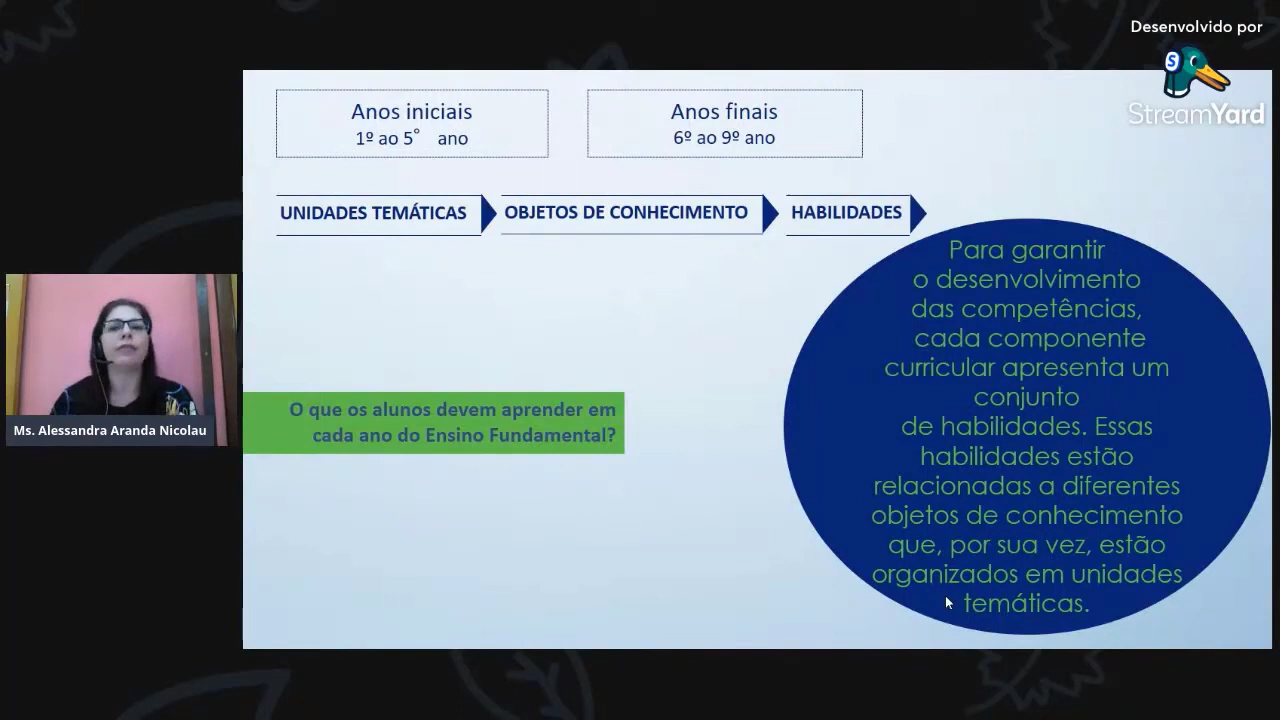 Desenvolvido por
StreamYard
Anos iniciais
1º ao 5° ano
Anos finais
6º ao 9º ano
UNIDADES TEMÁTICAS
OBJETOS DE CONHECIMENTO
HABILIDADES
Para garantir
o desenvolvimento
das competências,
cada componente
curricular apresenta um
conjunto
de habilidades. Essas
habilidades estão
relacionadas a diferentes
objetos de conhecimento
que, por sua vez, estão
organizados em unidades
temáticas.
O que os alunos devem aprender em
cada ano do Ensino Fundamental?
Ms. Alessandra Aranda Nicolau